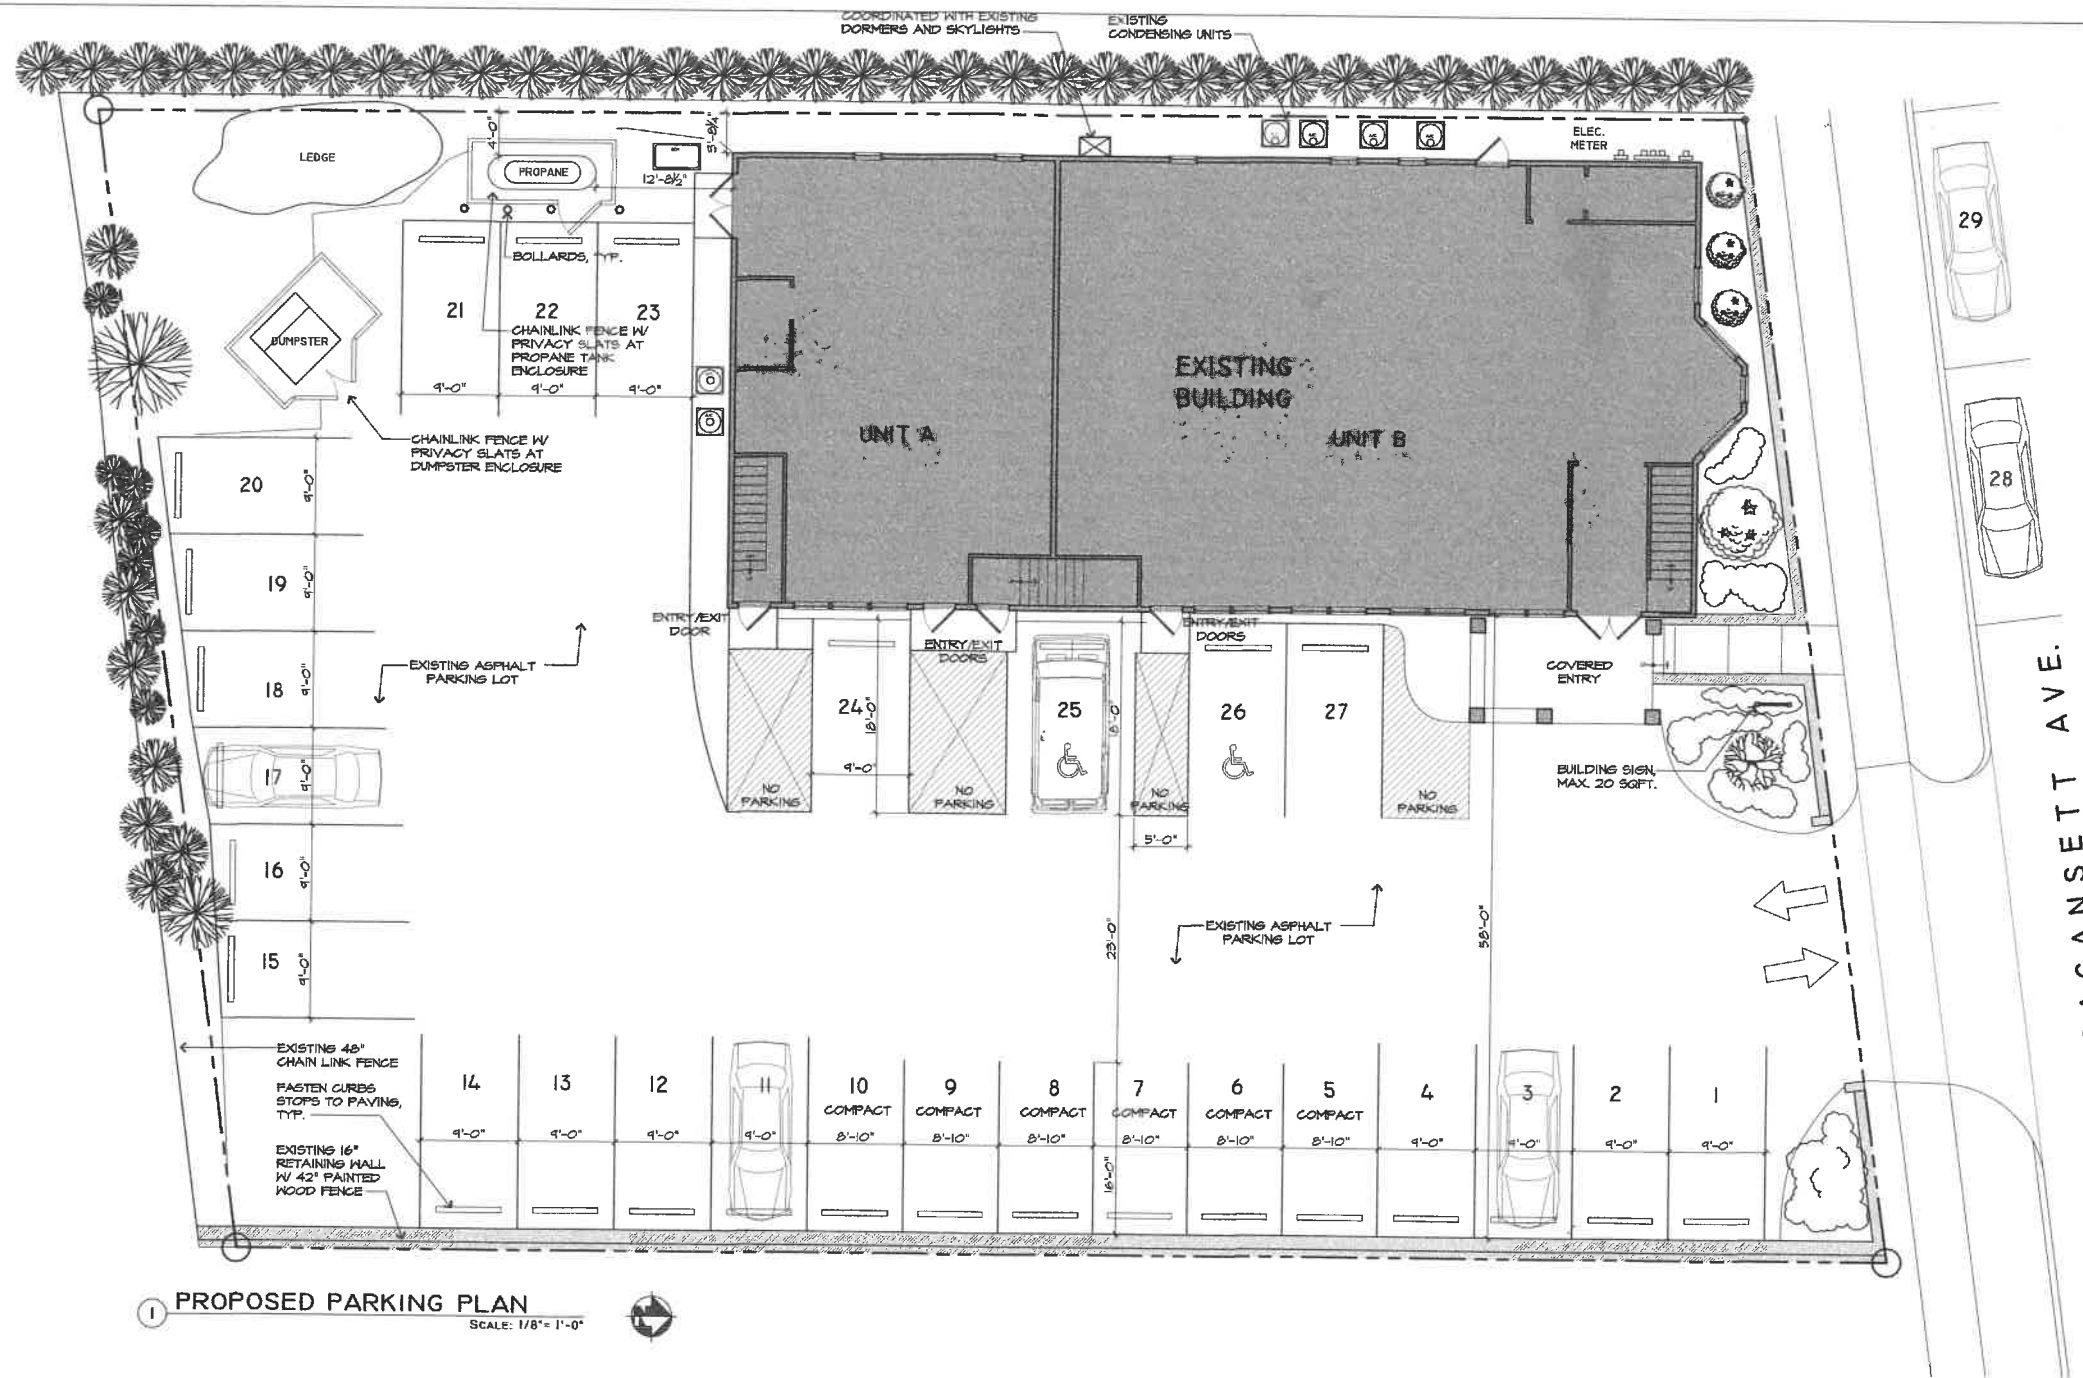 COORDINATED WITH EXISTING
DORMERS AND SKYLIGHTS
EXISTING
CONDENSING UNITS
LEDGE
PROPANE
4'-0"
5'-8¼"
12'-8½"
ELEC.
METER
29
BOLLARDS, TYP.
21
22
23
CHAINLINK FENCE W/
PRIVACY SLATS AT
PROPANE TANK
ENCLOSURE
9'-0"
9'-0"
9'-0"
DUMPSTER
CHAINLINK FENCE W/
PRIVACY SLATS AT
DUMPSTER ENCLOSURE
EXISTING
BUILDING
UNIT A
UNIT B
28
20
9'-0"
19
9'-0"
18
9'-0"
17
9'-0"
16
9'-0"
15
9'-0"
EXISTING ASPHALT
PARKING LOT
ENTRY/EXIT
DOOR
ENTRY/EXIT
DOORS
ENTRY/EXIT
DOORS
COVERED
ENTRY
24
18'-0"
9'-0"
25
18'-0"
26
27
NO
PARKING
NO
PARKING
NO
PARKING
NO
PARKING
5'-0"
BUILDING SIGN,
MAX. 20 SQFT.
EXISTING ASPHALT
PARKING LOT
23'-0"
58'-0"
AVE.
EXISTING 48"
CHAIN LINK FENCE
FASTEN CURBS
STOPS TO PAVING,
TYP.
EXISTING 16"
RETAINING WALL
W/ 42" PAINTED
WOOD FENCE
14
13
12
11
10
9
8
7
6
5
4
3
2
1
COMPACT
COMPACT
COMPACT
COMPACT
COMPACT
COMPACT
9'-0"
9'-0"
9'-0"
9'-0"
8'-10"
8'-10"
8'-10"
8'-10"
8'-10"
8'-10"
9'-0"
9'-0"
9'-0"
9'-0"
16'-0"
1
PROPOSED PARKING PLAN
SCALE: 1/8"= 1'-0"